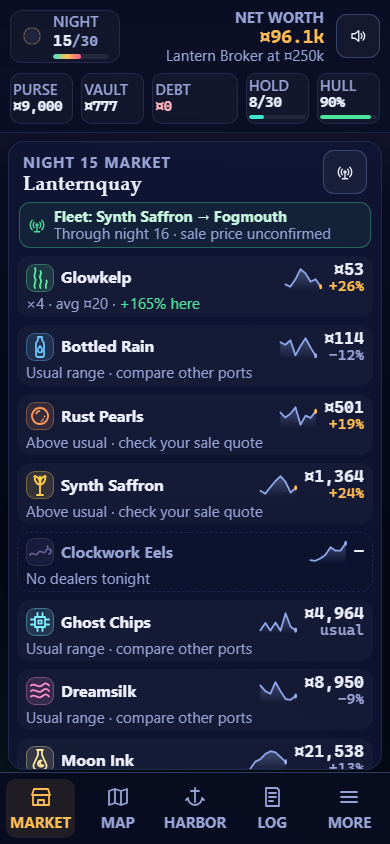 NIGHT
15/30
NET WORTH
¤96.1k
Lantern Broker at ¤250k
PURSE
¤9,000
VAULT
¤777
DEBT
¤0
HOLD
8/30
HULL
90%
NIGHT 15 MARKET
Lanternquay
Fleet: Synth Saffron → Fogmouth
Through night 16 · sale price unconfirmed
Glowkelp
¤53
+26%
×4 · avg ¤20 · +165% here
Bottled Rain
¤114
−12%
Usual range · compare other ports
Rust Pearls
¤501
+19%
Above usual · check your sale quote
Synth Saffron
¤1,364
+24%
Above usual · check your sale quote
Clockwork Eels
–
No dealers tonight
Ghost Chips
¤4,964
usual
Usual range · compare other ports
Dreamsilk
¤8,950
−9%
Usual range · compare other ports
Moon Ink
¤21,538
+13%
MARKET
MAP
HARBOR
LOG
MORE